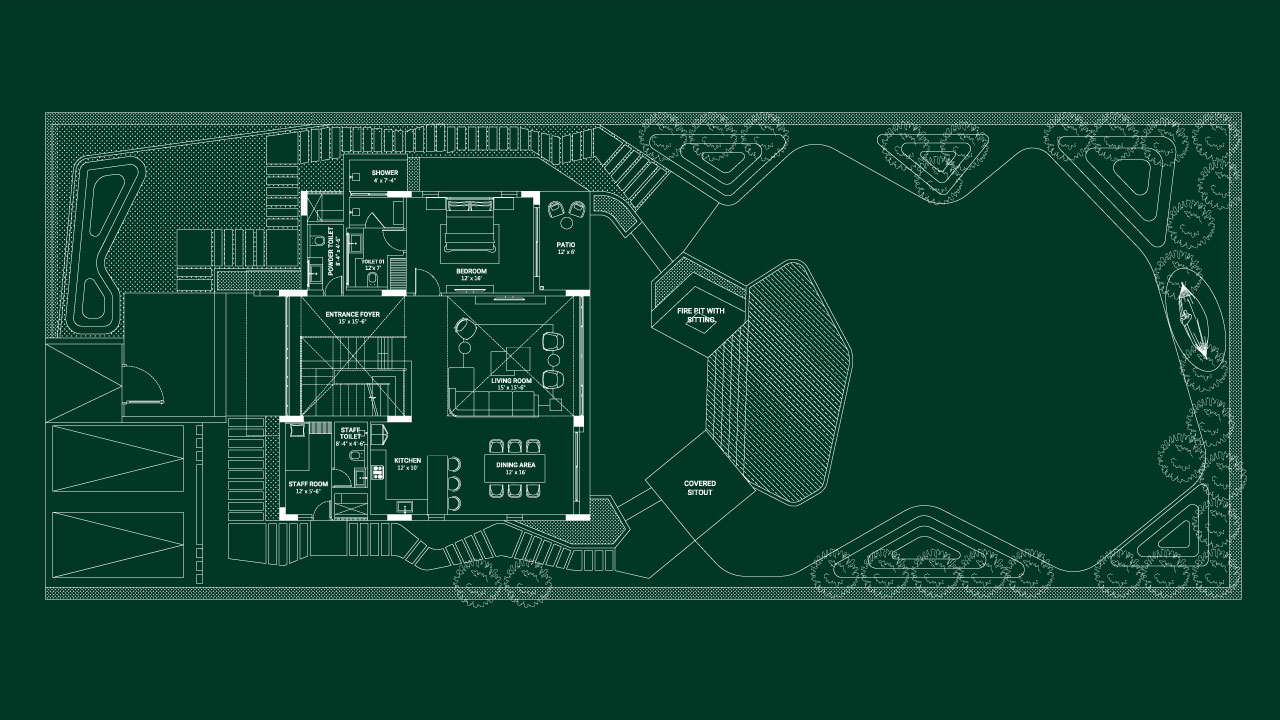 SHOWER
4' x 7'-4"
POWDER TOILET
8'-4" x 4'-6"
TOILET 01
12'x 7'
BEDROOM
12' x 16'
PATIO
12' x 6'
ENTRANCE FOYER
15' x 15'-6"
FIRE PIT WITH
SITTING
LIVING ROOM
15' x 15'-6"
STAFF
TOILET
8'-4" x 4'-6"
KITCHEN
12' x 10'
DINING AREA
12' x 16'
STAFF ROOM
12' x 5'-6"
COVERED
SITOUT